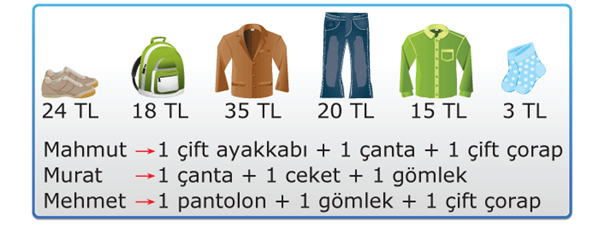 24 TL 18 TL 35 TL 20 TL 15 TL 3 TL
Mahmut → 1 çift ayakkabı + 1 çanta + 1 çift çorap
Murat → 1 çanta + 1 ceket + 1 gömlek
Mehmet → 1 pantolon + 1 gömlek + 1 çift çorap